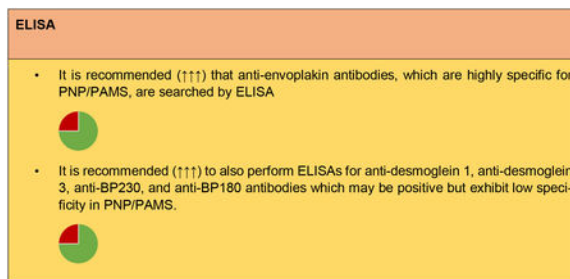 ELISA
• It is recommended (↑↑↑) that anti-envoplakin antibodies, which are highly specific for
PNP/PAMS, are searched by ELISA
• It is recommended (↑↑↑) to also perform ELISAs for anti-desmoglein 1, anti-desmoglein
3, anti-BP230, and anti-BP180 antibodies which may be positive but exhibit low speci-
ficity in PNP/PAMS.